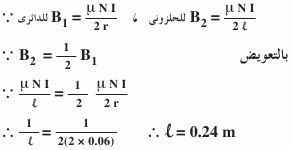 ∵ B₁ = μ N I / 2 r للدائرى ، B₂ = μ N I / 2 ℓ للحلزونى
∵ B₂ = 1/2 B₁ بالتعويض
∵ μ N I / ℓ = 1/2 μ N I / 2 r
∴ 1/ℓ = 1 / 2(2 × 0.06) ∴ ℓ = 0.24 m